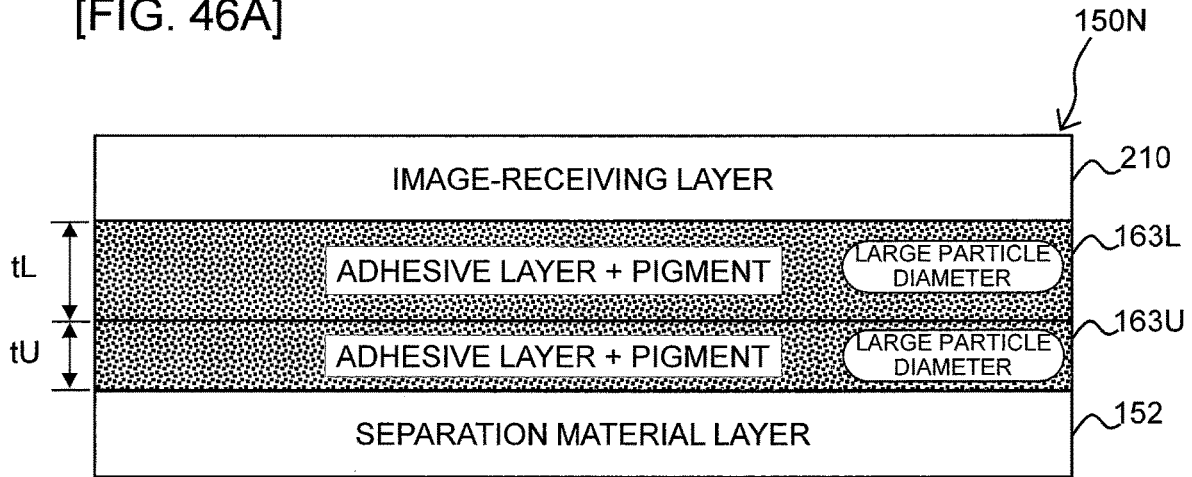 [FIG. 46A]
150N
IMAGE-RECEIVING LAYER
210
tL
ADHESIVE LAYER + PIGMENT
LARGE PARTICLE
DIAMETER
163L
tU
ADHESIVE LAYER + PIGMENT
LARGE PARTICLE
DIAMETER
163U
SEPARATION MATERIAL LAYER
152